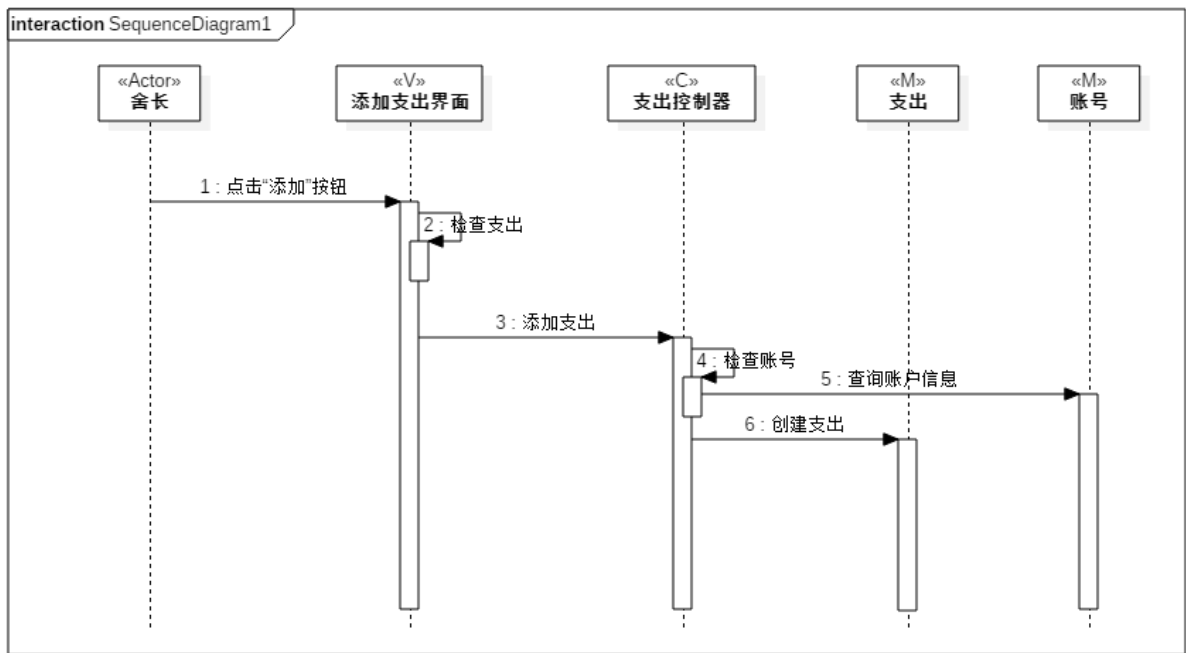 interaction SequenceDiagram1
«Actor»
舍长
«V»
添加支出界面
«C»
支出控制器
«M»
支出
«M»
账号
1 : 点击“添加”按钮
2 : 检查支出
3 : 添加支出
4 : 检查账号
5 : 查询账户信息
6 : 创建支出